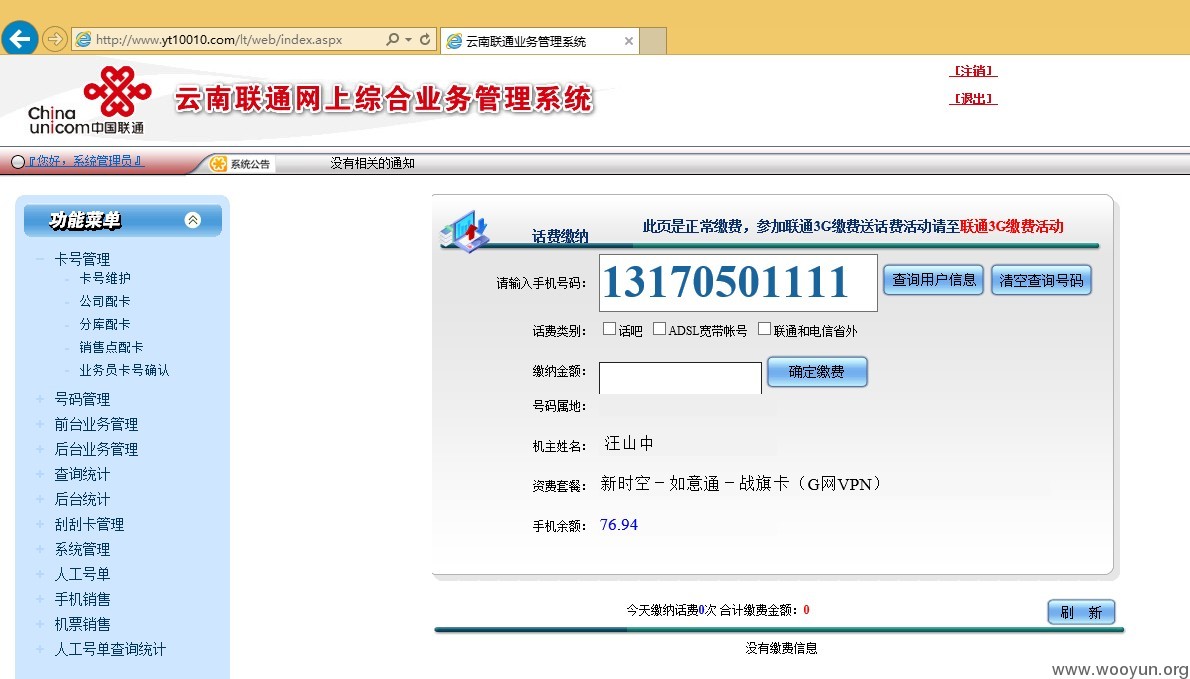 http://www.yt10010.com/lt/web/index.aspx
云南联通业务管理系统
China unicom中国联通
云南联通网上综合业务管理系统
[注销]
[退出]
『您好，系统管理员』
系统公告
没有相关的通知
功能菜单
卡号管理
卡号维护
公司配卡
分库配卡
销售点配卡
业务员卡号确认
号码管理
前台业务管理
后台业务管理
查询统计
后台统计
刮刮卡管理
系统管理
人工号单
手机销售
机票销售
人工号单查询统计
话费缴纳
此页是正常缴费，参加联通3G缴费送话费活动请至联通3G缴费活动
请输入手机号码： 13170501111 查询用户信息 清空查询号码
话费类别： 话吧 ADSL宽带帐号 联通和电信省外
缴纳金额： 确定缴费
号码属地：
机主姓名： 汪山中
资费套餐： 新时空－如意通－战旗卡（G网VPN）
手机余额： 76.94
今天缴纳话费0次 合计缴费金额：0
刷 新
没有缴费信息
www.wooyun.org